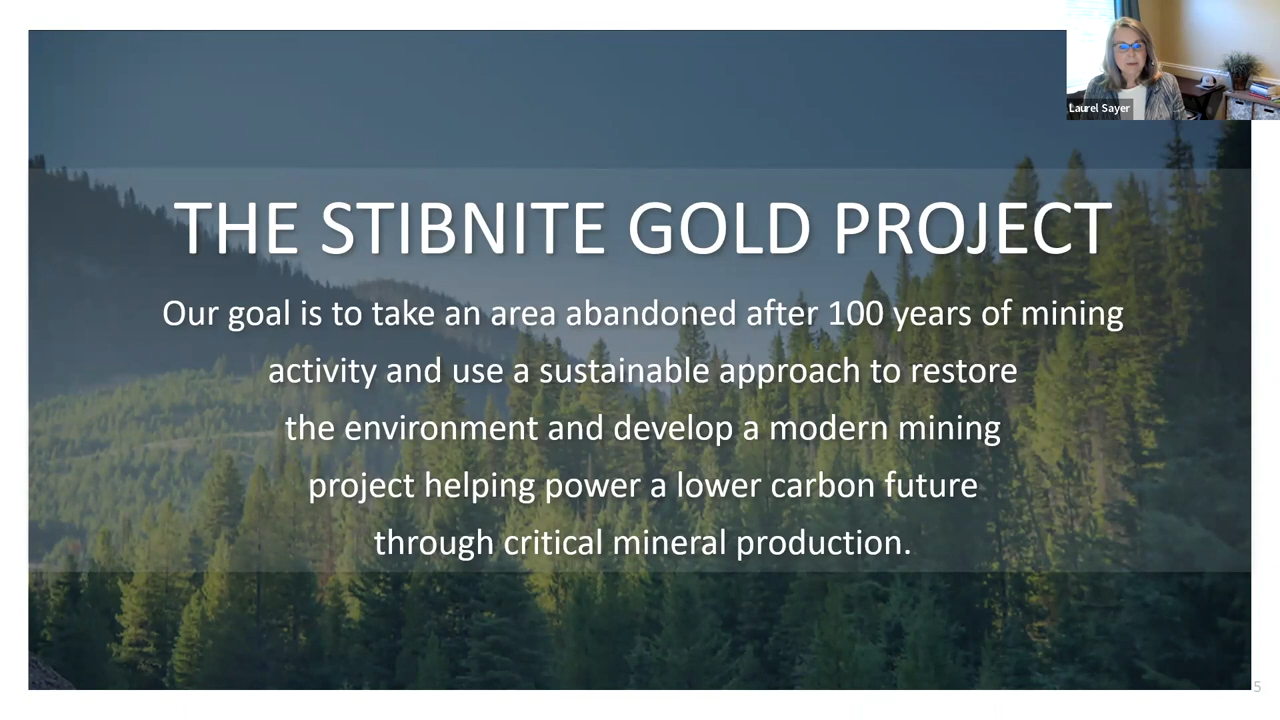 Laurel Sayer
THE STIBNITE GOLD PROJECT
Our goal is to take an area abandoned after 100 years of mining
activity and use a sustainable approach to restore
the environment and develop a modern mining
project helping power a lower carbon future
through critical mineral production.
5